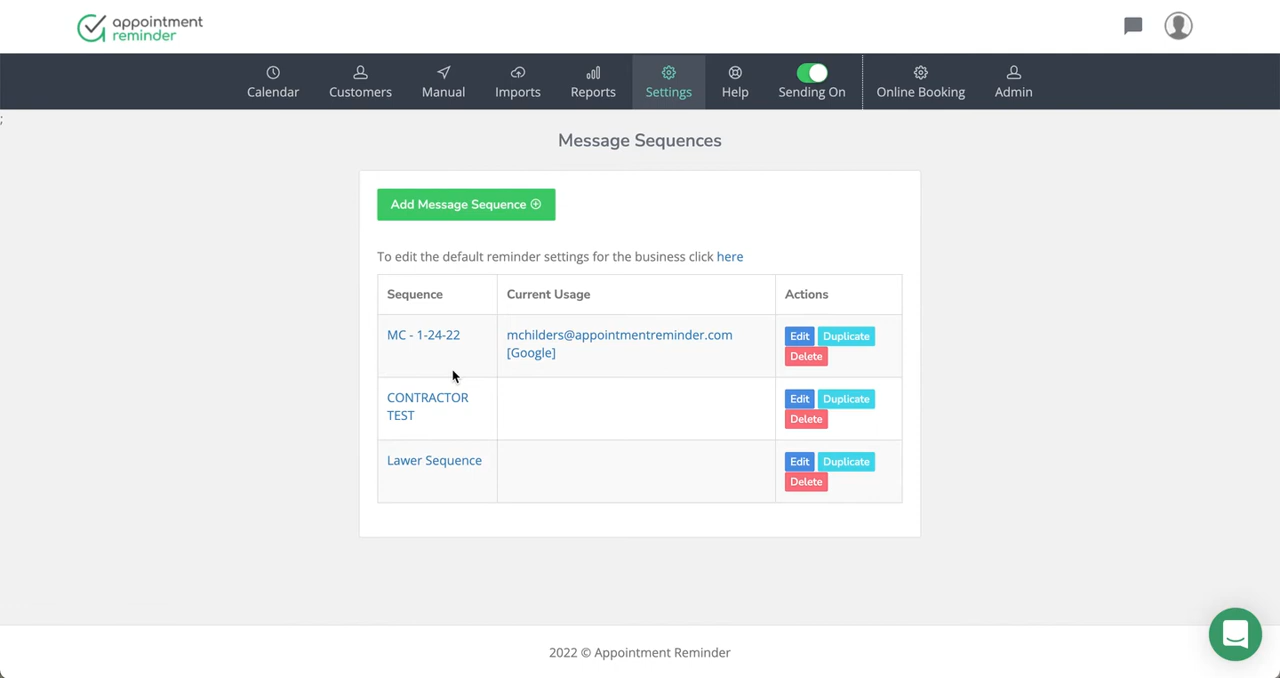 appointment
reminder
Calendar
Customers
Manual
Imports
Reports
Settings
Help
Sending On
Online Booking
Admin
;
Message Sequences
Add Message Sequence
To edit the default reminder settings for the business click here
Sequence
Current Usage
Actions
MC - 1-24-22
mchilders@appointmentreminder.com
[Google]
Edit
Duplicate
Delete
CONTRACTOR
TEST
Edit
Duplicate
Delete
Lawer Sequence
Edit
Duplicate
Delete
2022 © Appointment Reminder